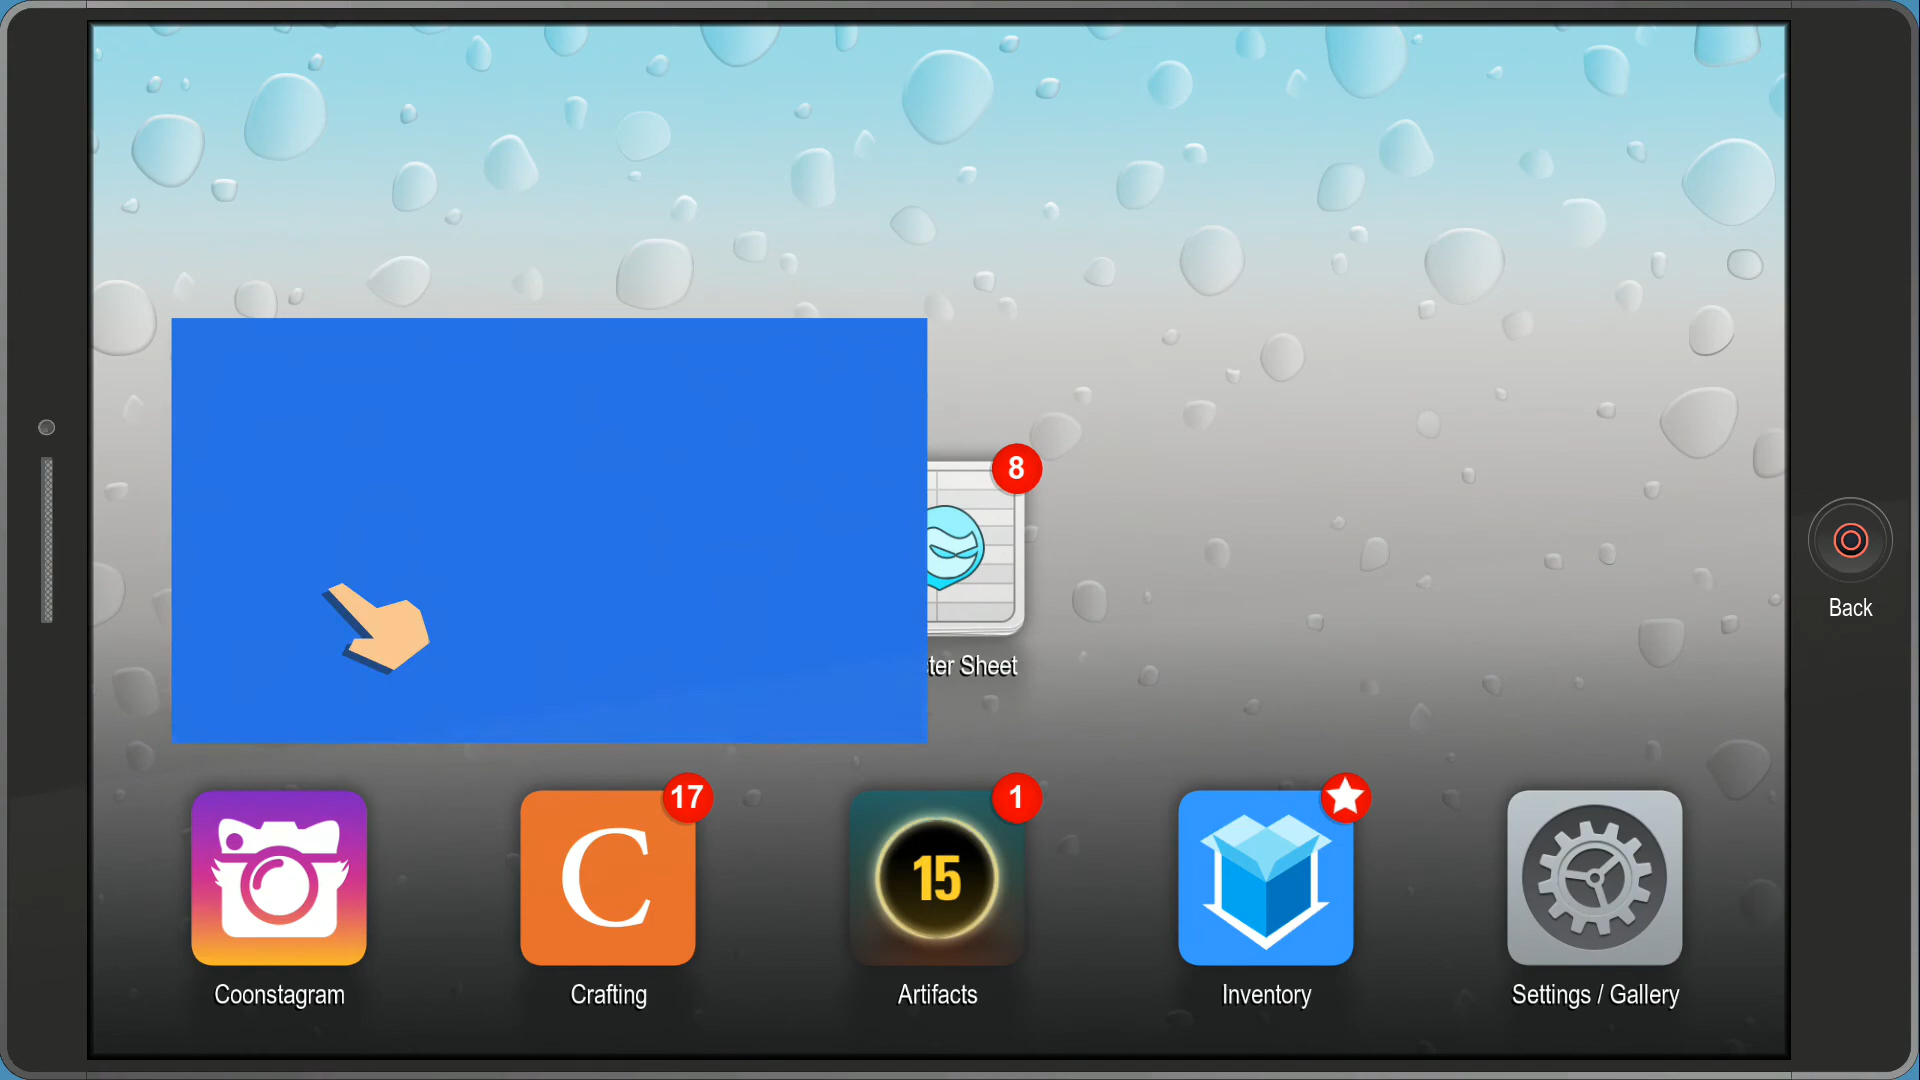 8
ter Sheet
Back
17
1
C
15
Coonstagram
Crafting
Artifacts
Inventory
Settings / Gallery